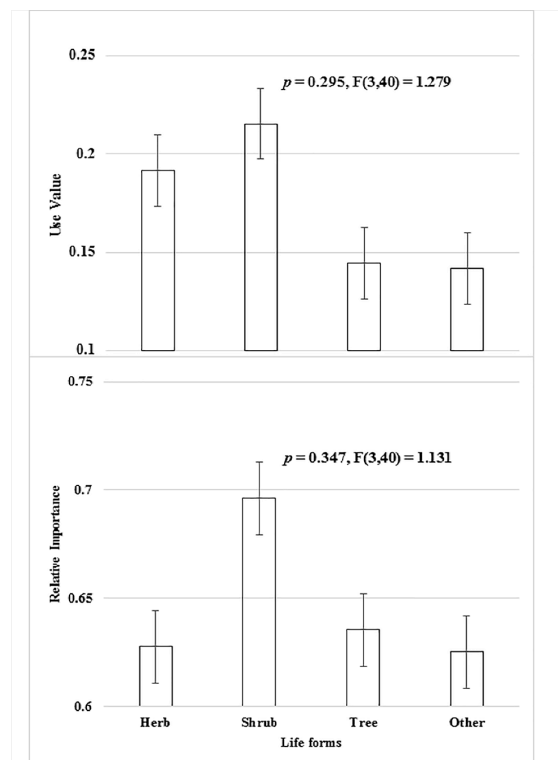 0.25
p = 0.295, F(3,40) = 1.279
0.2
Use Value
0.15
0.1
0.75
p = 0.347, F(3,40) = 1.131
0.7
Relative Importance
0.65
0.6
Herb Shrub Tree Other
Life forms